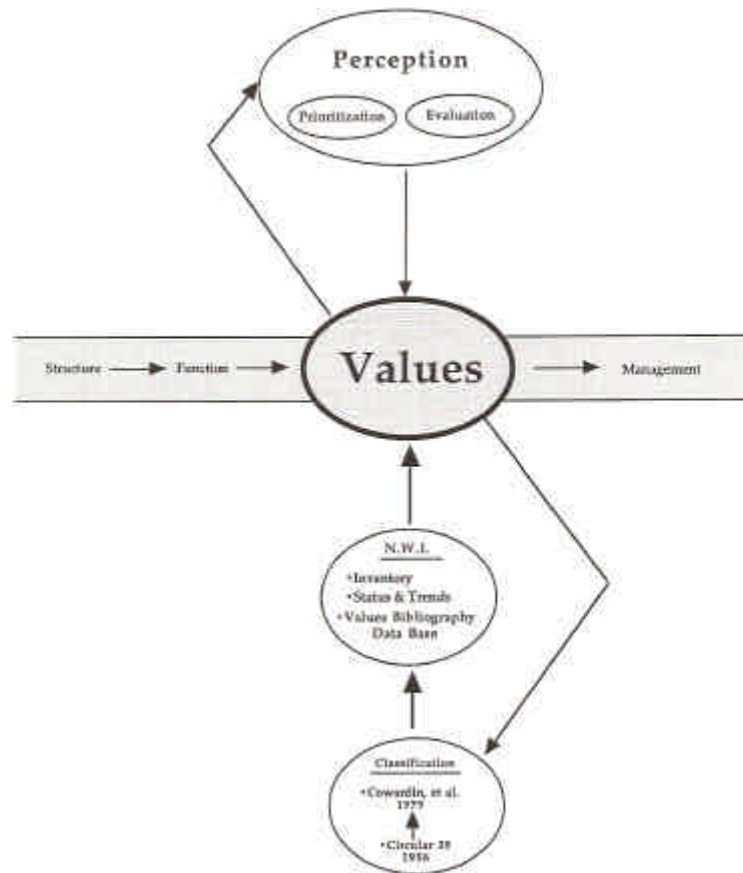 Perception
Prioritization
Evaluation
Structure
Function
Values
Management
N.W.I.
•Inventory
•Status & Trends
•Values Bibliography
Data Base
Classification
•Cowardin, et al.
1979
•Circular 39
1956